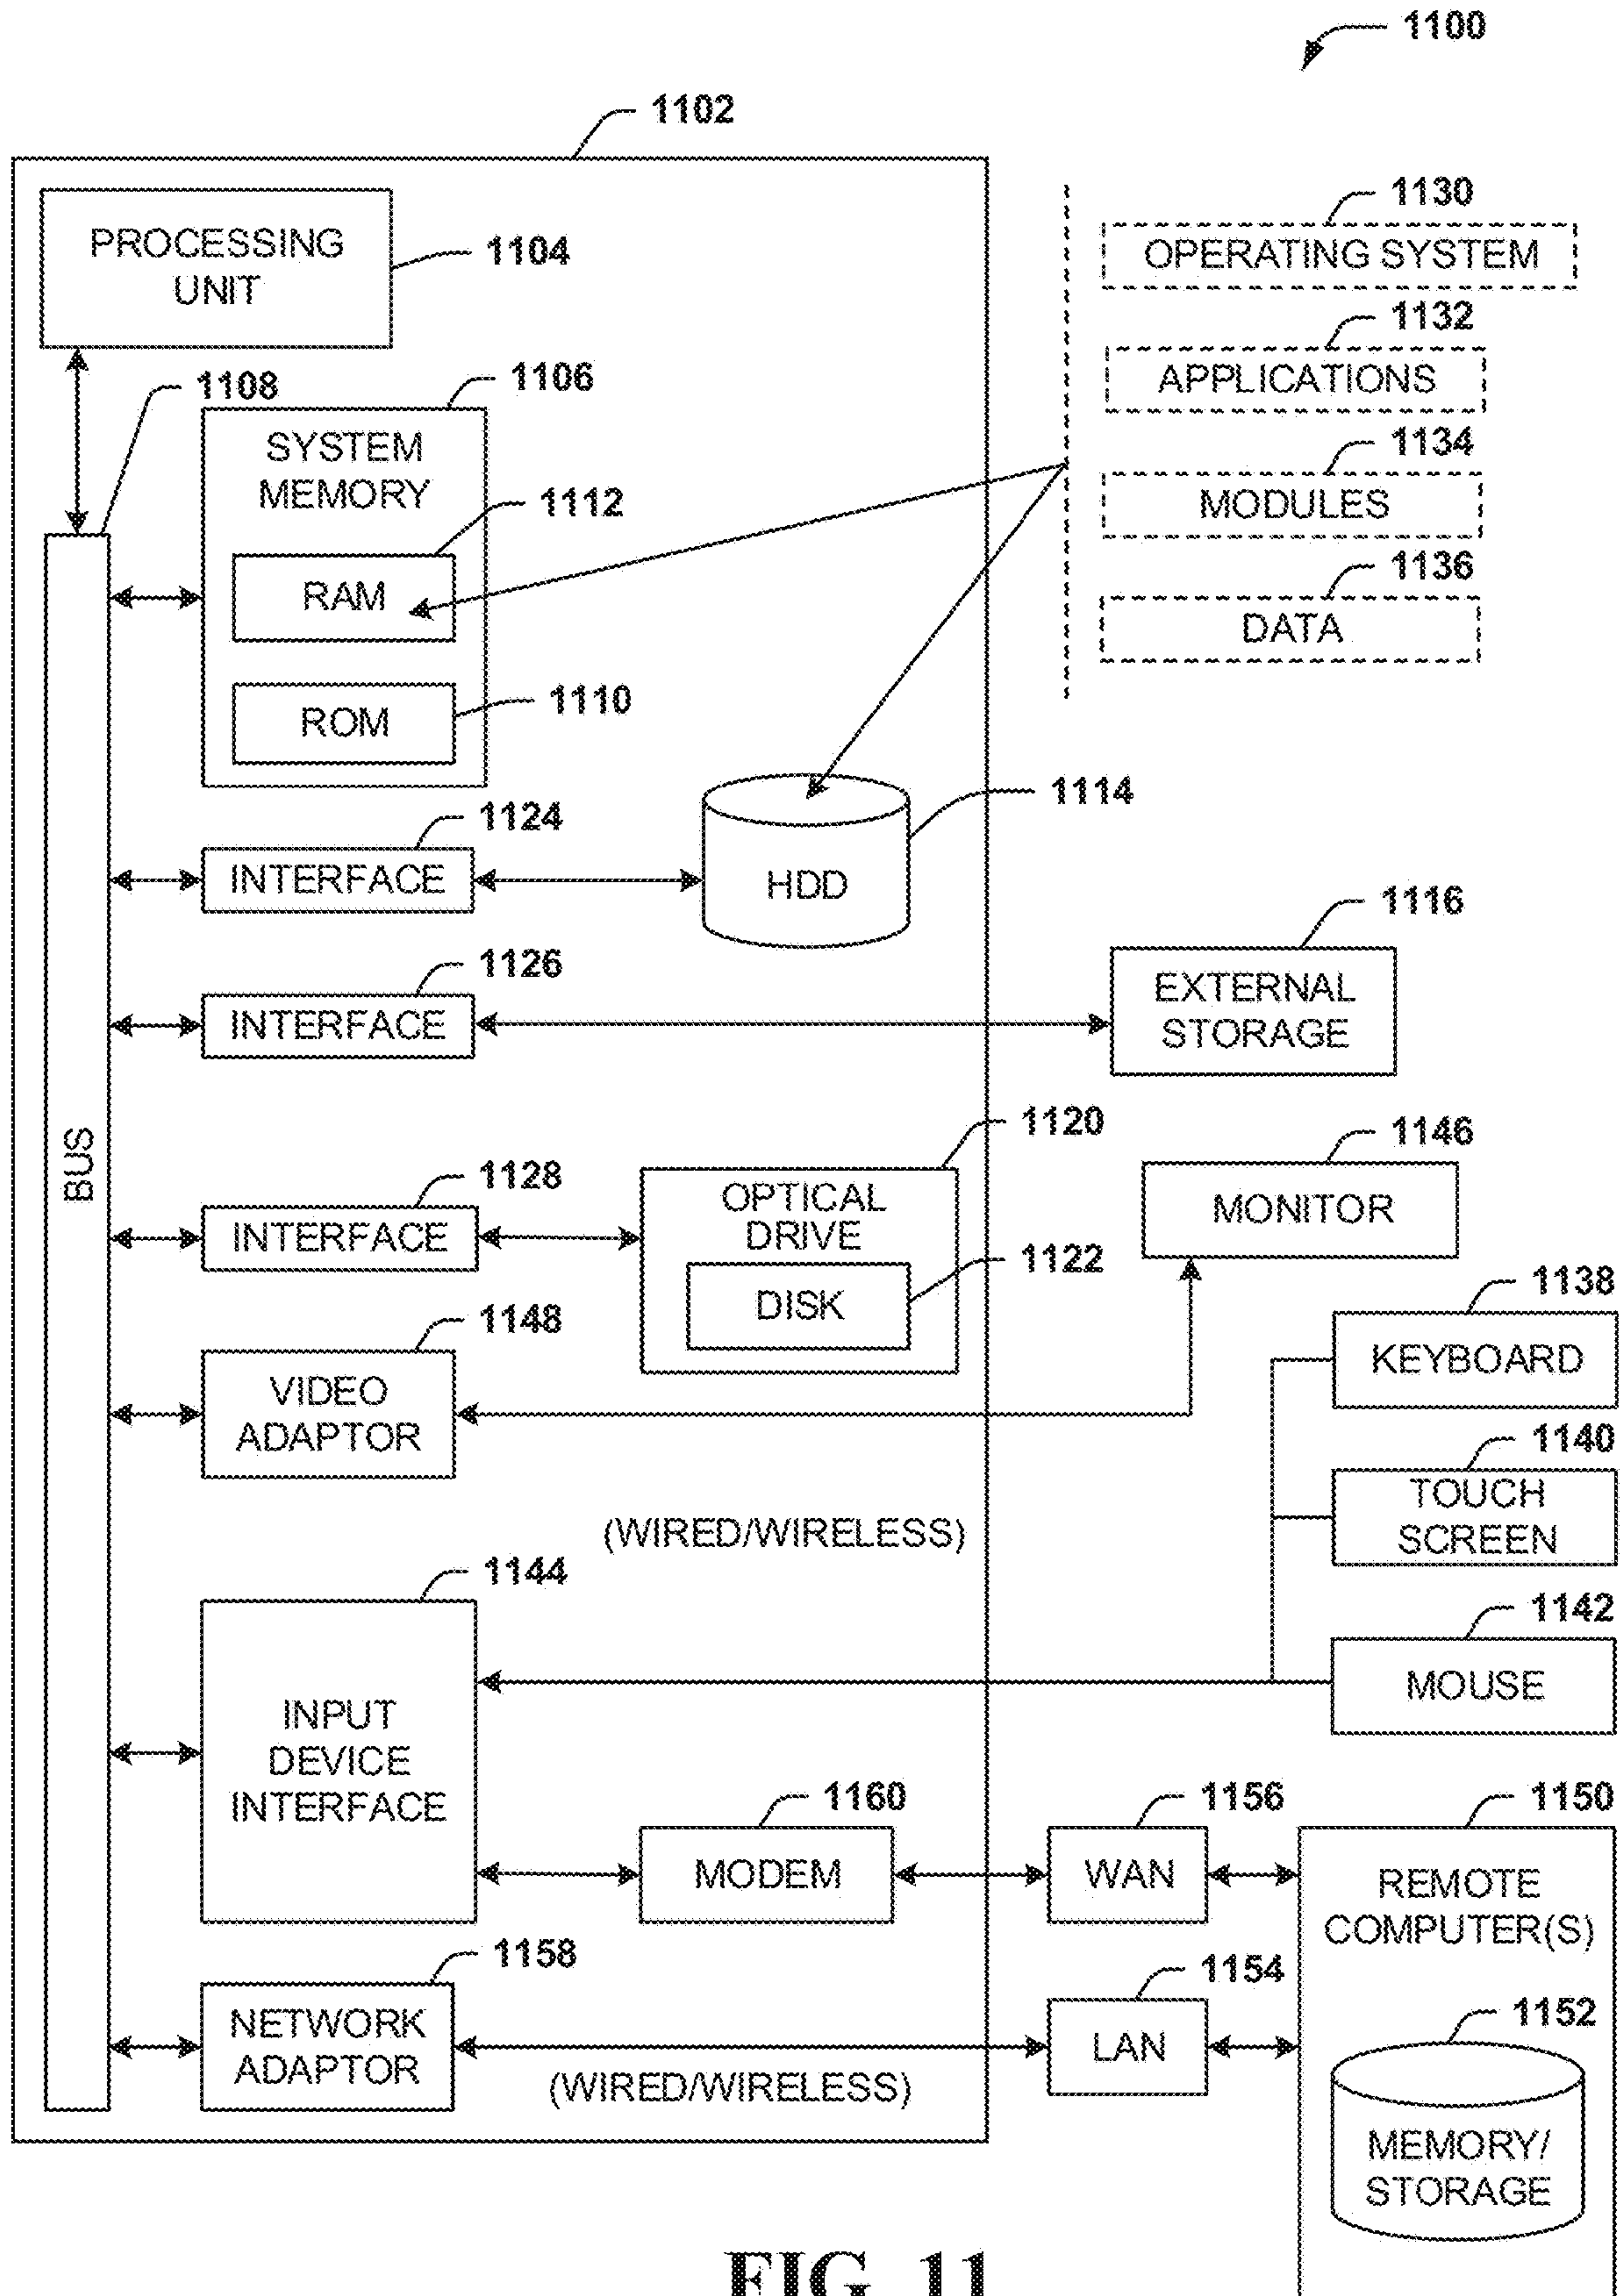 1100
1102
PROCESSING
UNIT
1104
1130
OPERATING SYSTEM
1132
APPLICATIONS
1134
MODULES
1136
DATA
1108
1106
SYSTEM
MEMORY
1112
RAM
1110
ROM
1114
HDD
1124
INTERFACE
1116
EXTERNAL
STORAGE
1126
INTERFACE
BUS
1120
OPTICAL
DRIVE
1122
DISK
1128
INTERFACE
1146
MONITOR
1138
KEYBOARD
1148
VIDEO
ADAPTOR
1140
TOUCH
SCREEN
(WIRED/WIRELESS)
1144
INPUT
DEVICE
INTERFACE
1142
MOUSE
1160
MODEM
1156
WAN
1150
REMOTE
COMPUTER(S)
1158
NETWORK
ADAPTOR
1154
LAN
(WIRED/WIRELESS)
1152
MEMORY/
STORAGE
FIG. 11